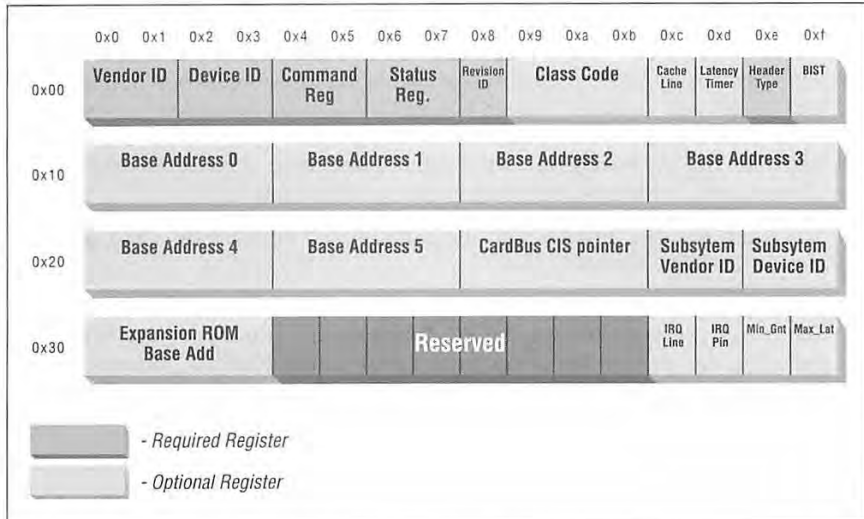 0x0 0x1 0x2 0x3 0x4 0x5 0x6 0x7 0x8 0x9 0xa 0xb 0xc 0xd 0xe 0xf
0x00
Vendor ID
Device ID
Command
Reg
Status
Reg.
Revision
ID
Class Code
Cache
Line
Latency
Timer
Header
Type
BIST
0x10
Base Address 0
Base Address 1
Base Address 2
Base Address 3
0x20
Base Address 4
Base Address 5
CardBus CIS pointer
Subsytem
Vendor ID
Subsytem
Device ID
0x30
Expansion ROM
Base Add
Reserved
IRQ
Line
IRQ
Pin
Min_Gnt
Max_Lat
- Required Register
- Optional Register